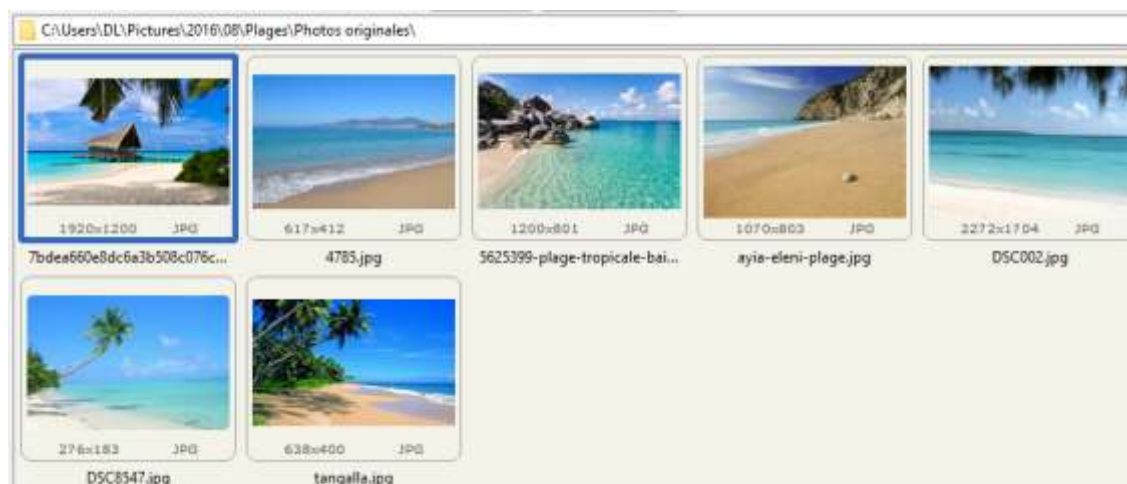 C:\Users\DL\Pictures\2016\08\Plages\Photos originales\
1920x1200 JPG
617x412 JPG
1200x801 JPG
1070x803 JPG
2272x1704 JPG
7bdea660e8dc6a3b508c076c...
4785.jpg
5625399-plage-tropicale-bai...
ayia-eleni-plage.jpg
DSC002.jpg
276x183 JPG
638x400 JPG
DSC8547.jpg
tangalla.jpg